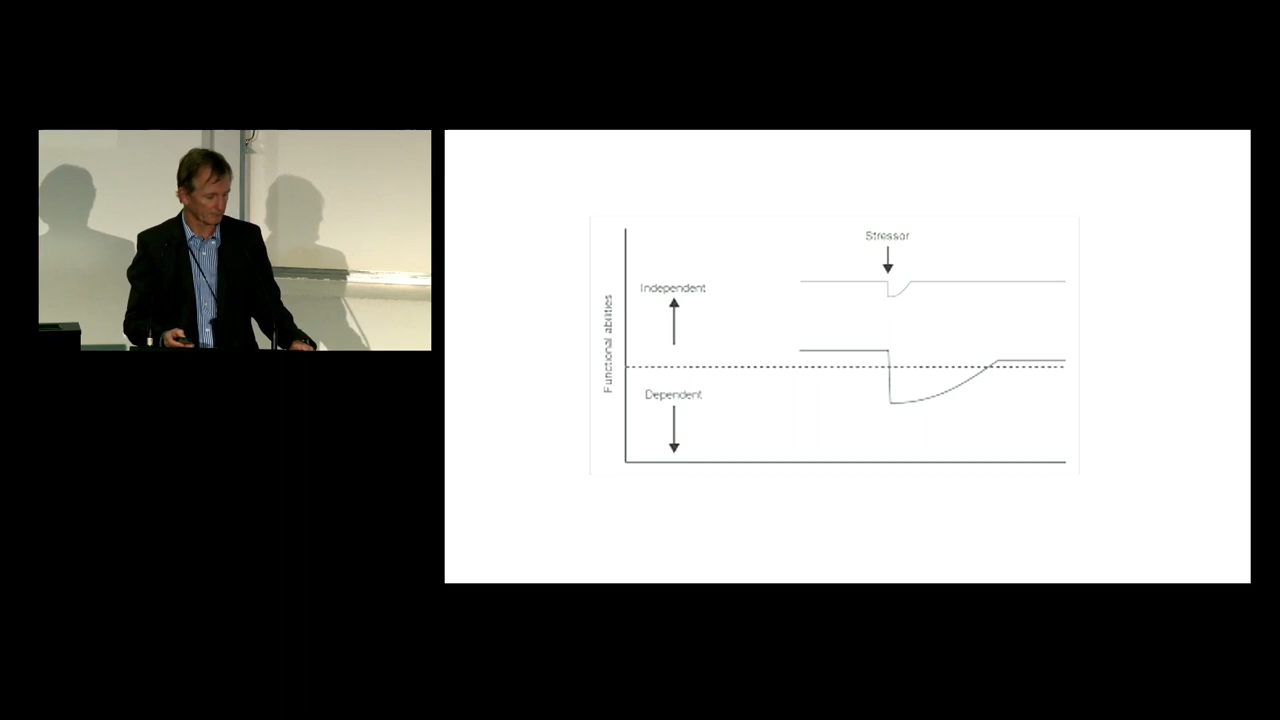 Stressor
Independent
Functional abilities
Dependent